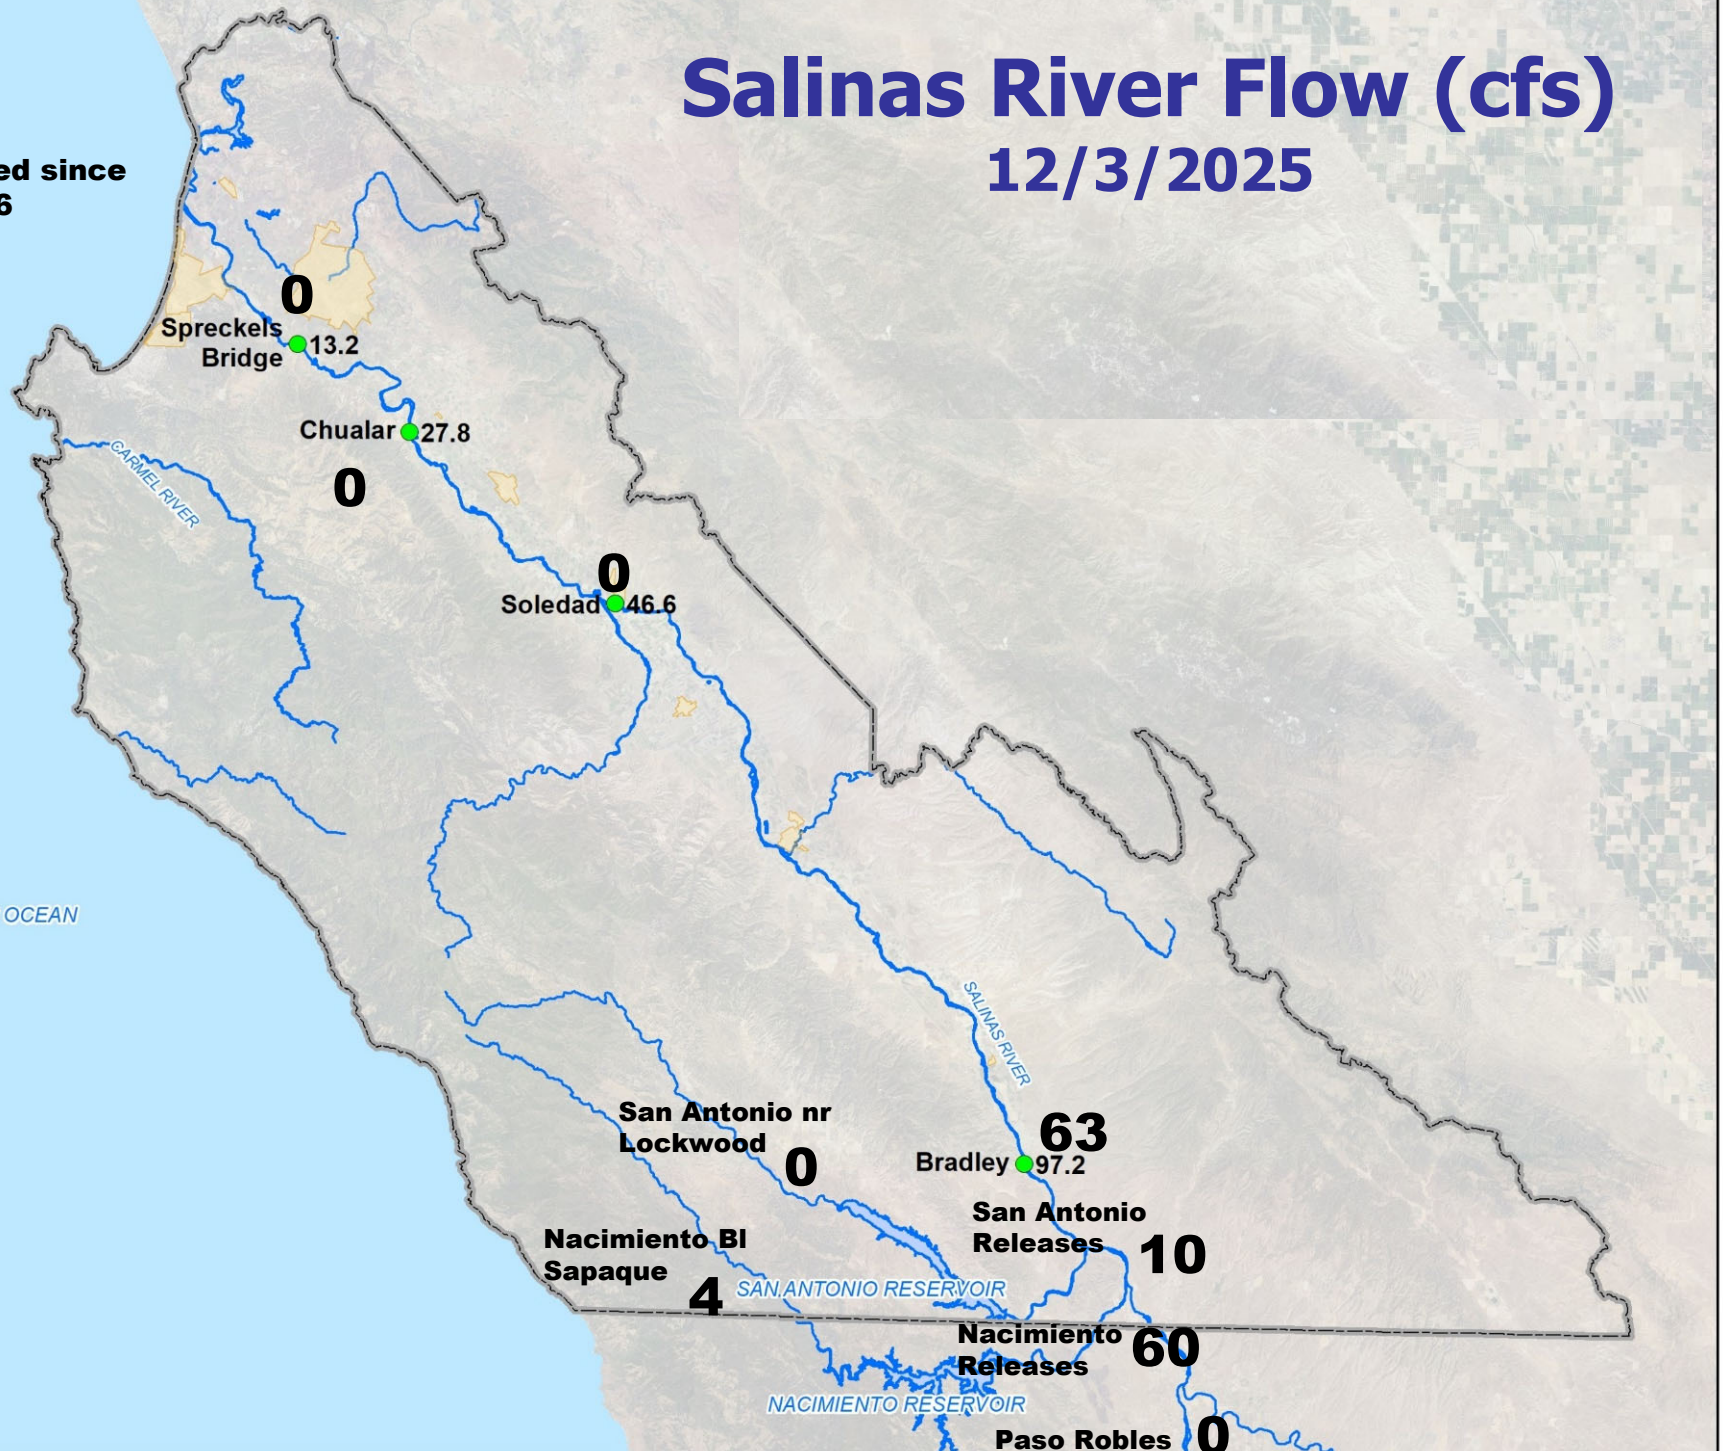 Salinas River Flow (cfs)
12/3/2025
ed since
6
0
Spreckels
Bridge
13.2
Chualar
27.8
0
CARMEL RIVER
0
Soledad
46.6
OCEAN
SALINAS RIVER
San Antonio nr
Lockwood
0
63
Bradley
97.2
San Antonio
Releases
10
Nacimiento Bl
Sapaque
4
SAN ANTONIO RESERVOIR
Nacimiento
Releases
60
NACIMIENTO RESERVOIR
Paso Robles
0